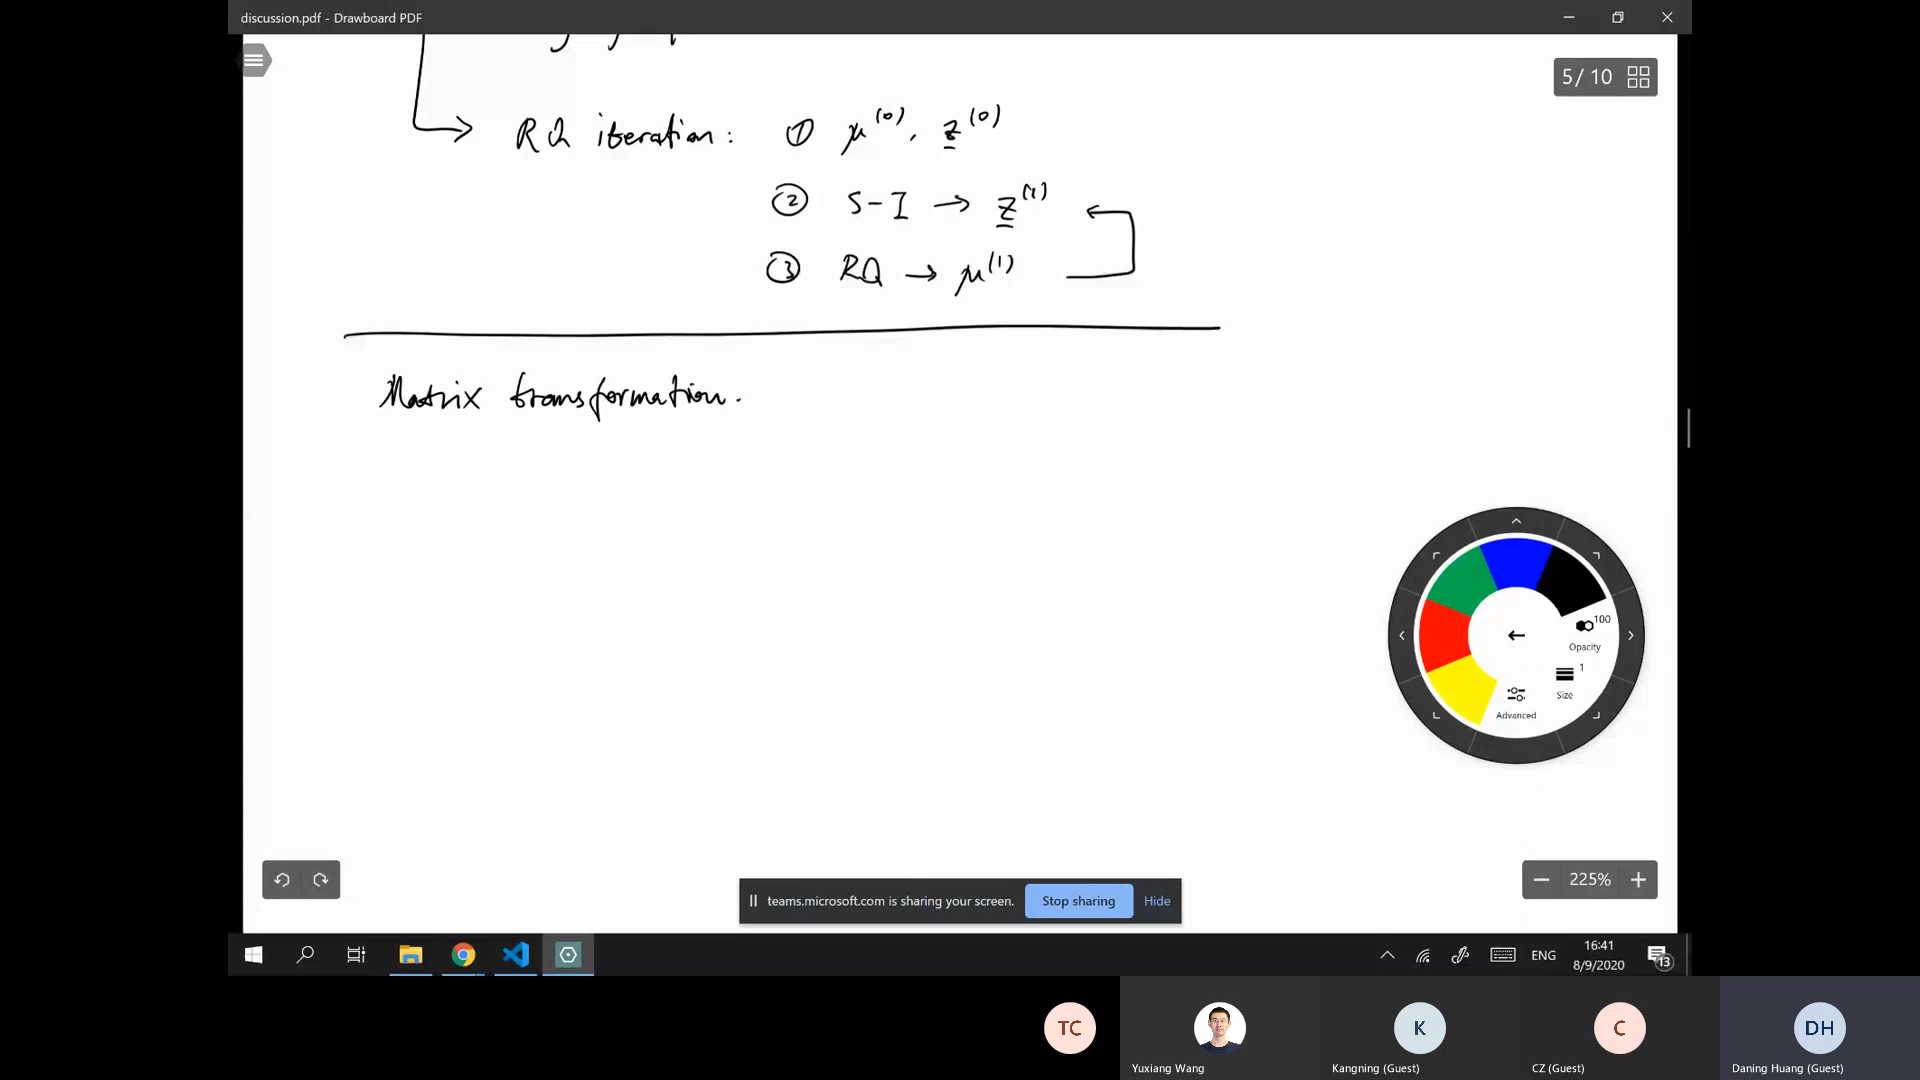 discussion.pdf - Drawboard PDF
5 / 10
RQ iteration: ① μ⁽⁰⁾, z⁽⁰⁾
② S-I → z⁽¹⁾
③ RQ → μ⁽¹⁾
Matrix transformation.
100
Opacity
1
Size
Advanced
225%
teams.microsoft.com is sharing your screen.
Stop sharing
Hide
ENG
16:41
8/9/2020
13
TC
K
C
DH
Yuxiang Wang
Kangning (Guest)
CZ (Guest)
Daning Huang (Guest)